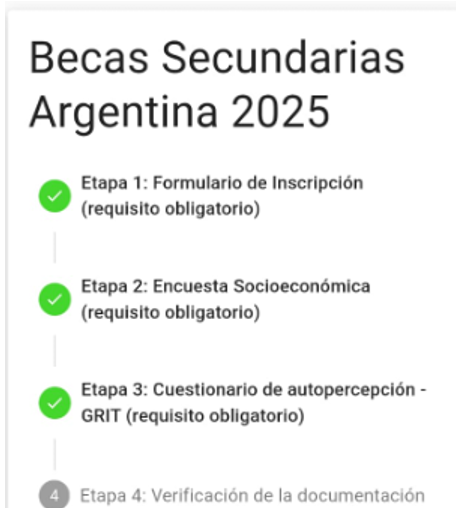 Becas Secundarias
Argentina 2025
Etapa 1: Formulario de Inscripción
(requisito obligatorio)
Etapa 2: Encuesta Socioeconómica
(requisito obligatorio)
Etapa 3: Cuestionario de autopercepción -
GRIT (requisito obligatorio)
4 Etapa 4: Verificación de la documentación